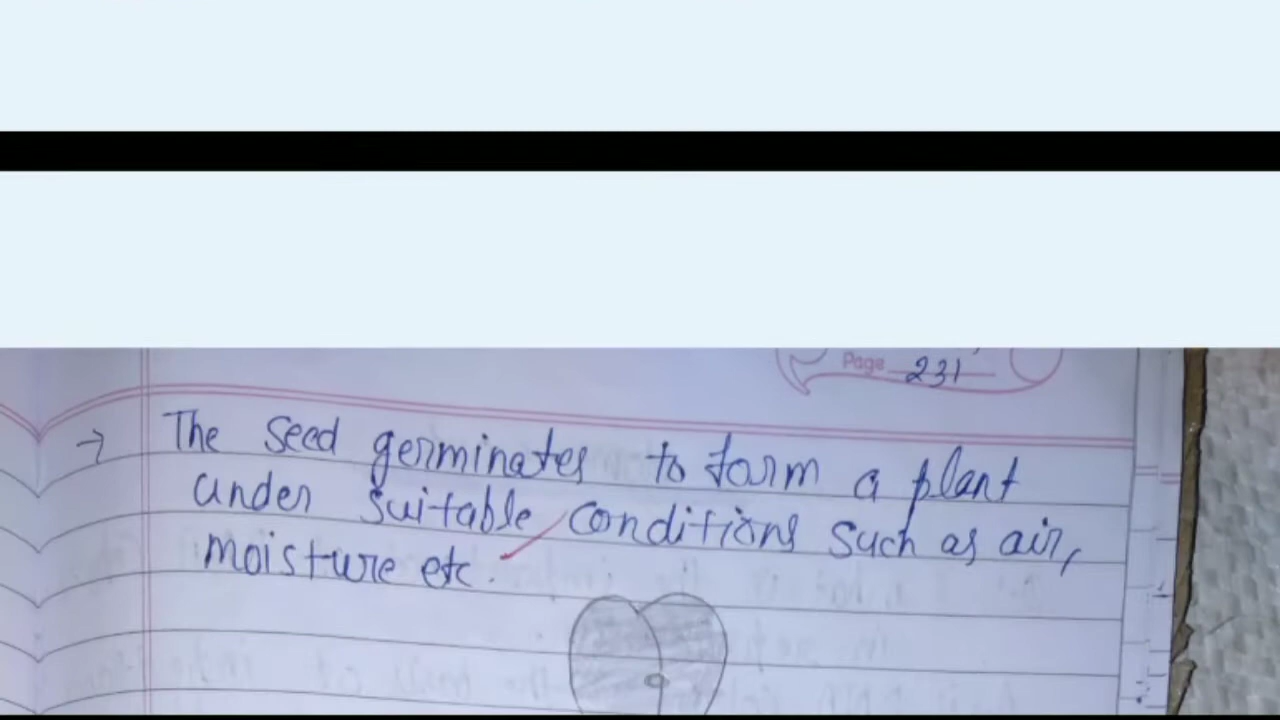 Page 231
→ The seed germinates to form a plant
under suitable conditions such as air,
moisture etc.